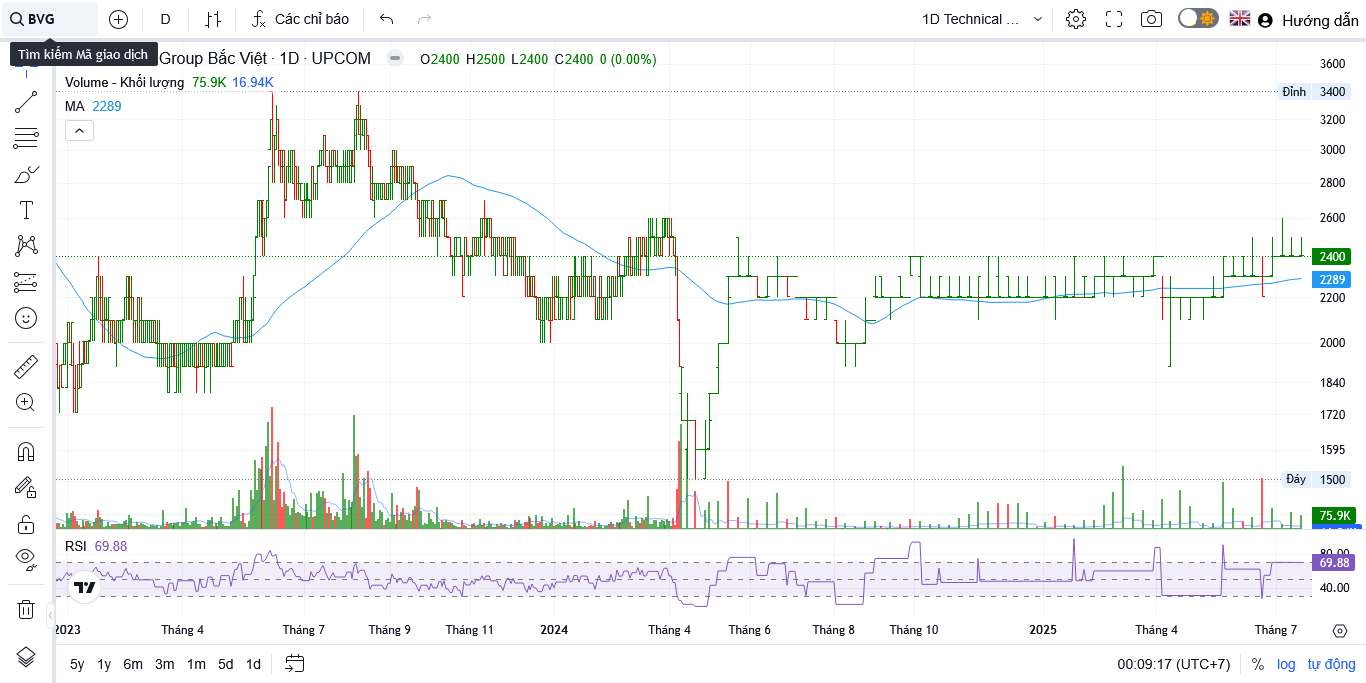 BVG
D
Các chỉ báo
1D Technical ...
Hướng dẫn
Tìm kiếm Mã giao dịch
Group Bắc Việt · 1D · UPCOM
O2400 H2500 L2400 C2400 0 (0.00%)
Volume - Khối lượng 75.9K 16.94K
MA 2289
3600
Đỉnh 3400
3200
3000
2800
2600
2400
2289
2200
2000
1840
1720
1595
Đáy 1500
75.9K
RSI 69.88
80.00
69.88
40.00
2023 Tháng 4 Tháng 7 Tháng 9 Tháng 11 2024 Tháng 4 Tháng 6 Tháng 8 Tháng 10 2025 Tháng 4 Tháng 7
5y 1y 6m 3m 1m 5d 1d
00:09:17 (UTC+7) % log tự động